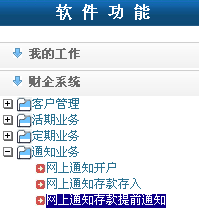 软件功能
我的工作
财企系统
客户管理
活期业务
定期业务
通知业务
网上通知开户
网上通知存款存入
网上通知存款提前通知